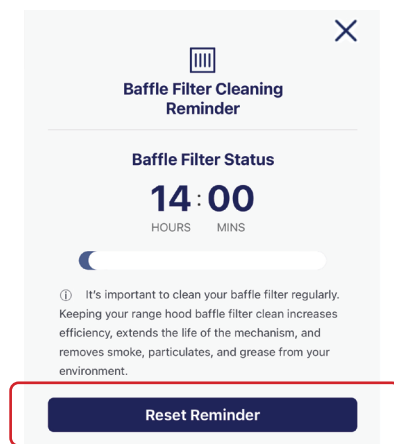 Baffle Filter Cleaning
Reminder
Baffle Filter Status
14 : 00
HOURS MINS
ⓘ It's important to clean your baffle filter regularly.
Keeping your range hood baffle filter clean increases
efficiency, extends the life of the mechanism, and
removes smoke, particulates, and grease from your
environment.
Reset Reminder